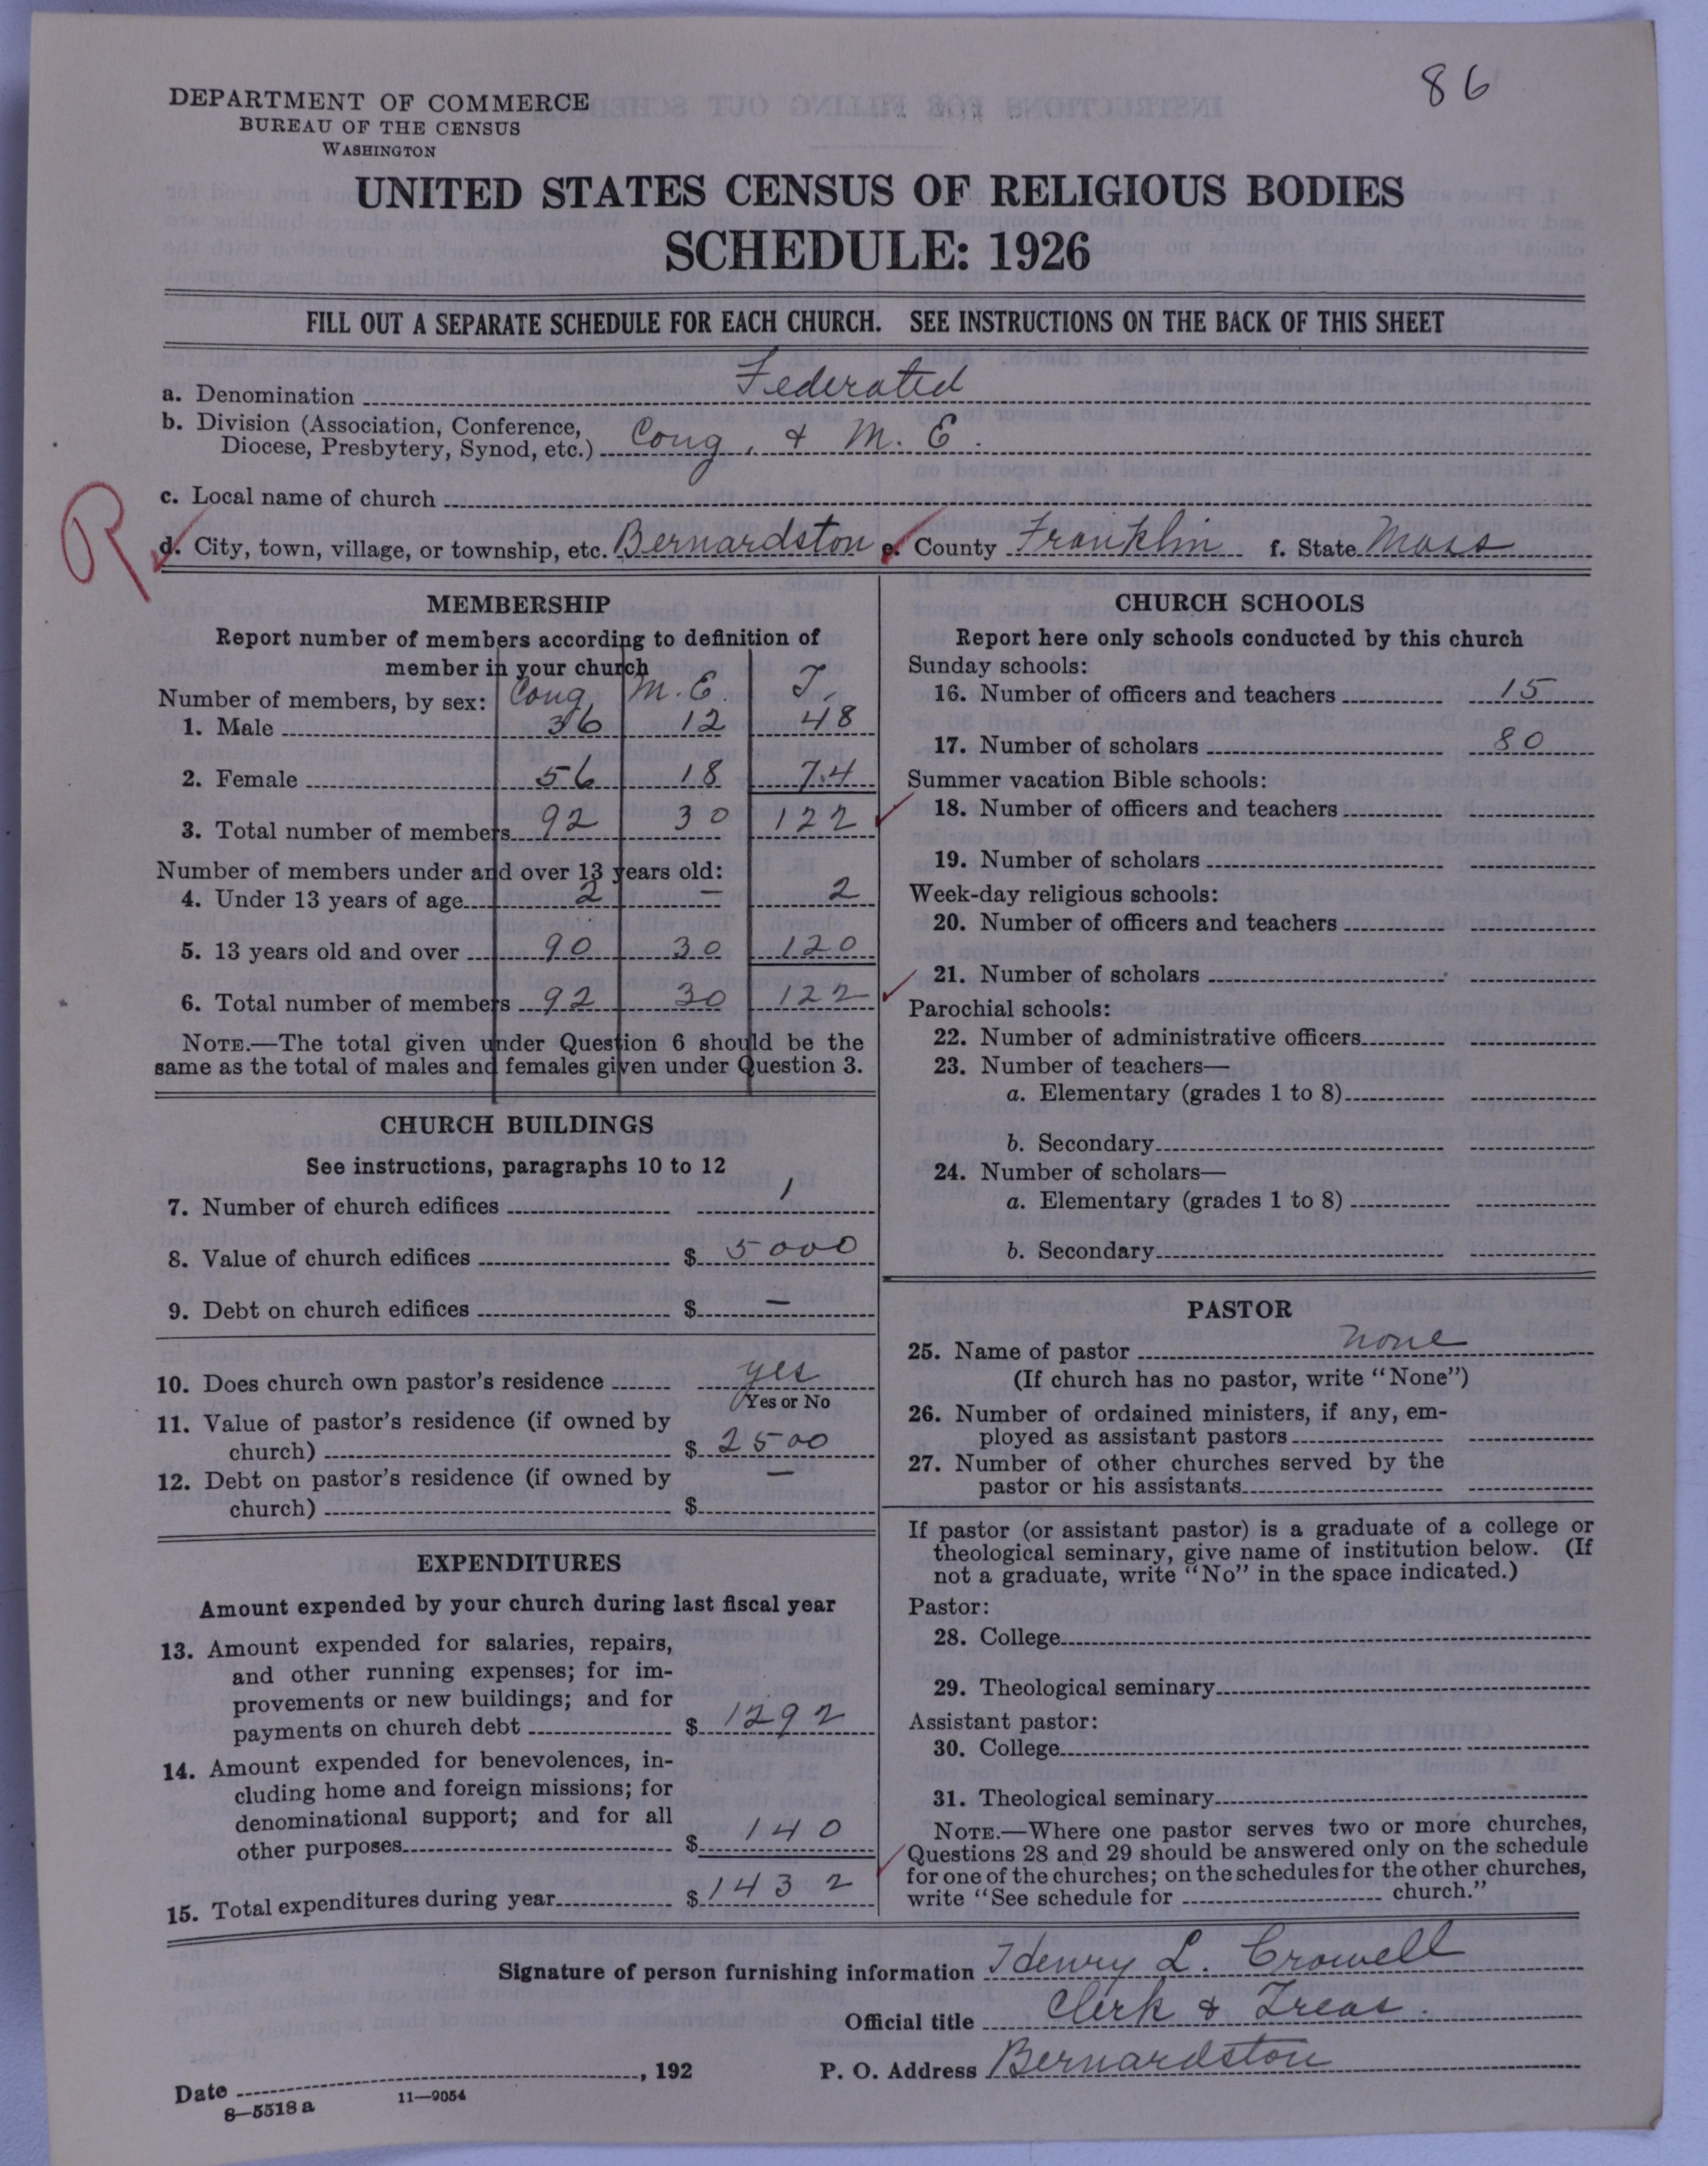 86
DEPARTMENT OF COMMERCE
BUREAU OF THE CENSUS
WASHINGTON
UNITED STATES CENSUS OF RELIGIOUS BODIES
SCHEDULE: 1926
FILL OUT A SEPARATE SCHEDULE FOR EACH CHURCH. SEE INSTRUCTIONS ON THE BACK OF THIS SHEET
a. Denomination Federated
b. Division (Association, Conference,
Diocese, Presbytery, Synod, etc.) Cong, & M. E.
c. Local name of church
R
d. City, town, village, or township, etc. Bernardston e. County Franklin f. State Mass
MEMBERSHIP
Report number of members according to definition of
member in your church
Number of members, by sex: Cong M. E. T.
1. Male 36 12 48
2. Female 56 18 74
3. Total number of members 92 30 122
Number of members under and over 13 years old:
4. Under 13 years of age 2 – 2
5. 13 years old and over 90 30 120
6. Total number of members 92 30 122
NOTE.—The total given under Question 6 should be the
same as the total of males and females given under Question 3.
CHURCH BUILDINGS
See instructions, paragraphs 10 to 12
7. Number of church edifices 1
8. Value of church edifices $ 5000
9. Debt on church edifices $ –
10. Does church own pastor's residence yes
Yes or No
11. Value of pastor's residence (if owned by
church) $ 2500
12. Debt on pastor's residence (if owned by
church) $ –
EXPENDITURES
Amount expended by your church during last fiscal year
13. Amount expended for salaries, repairs,
and other running expenses; for im-
provements or new buildings; and for
payments on church debt $ 1292
14. Amount expended for benevolences, in-
cluding home and foreign missions; for
denominational support; and for all
other purposes $ 140
15. Total expenditures during year $ 1432
CHURCH SCHOOLS
Report here only schools conducted by this church
Sunday schools:
16. Number of officers and teachers 15
17. Number of scholars 80
Summer vacation Bible schools:
18. Number of officers and teachers
19. Number of scholars
Week-day religious schools:
20. Number of officers and teachers
21. Number of scholars
Parochial schools:
22. Number of administrative officers
23. Number of teachers—
a. Elementary (grades 1 to 8)
b. Secondary
24. Number of scholars—
a. Elementary (grades 1 to 8)
b. Secondary
PASTOR
25. Name of pastor none
(If church has no pastor, write "None")
26. Number of ordained ministers, if any, em-
ployed as assistant pastors
27. Number of other churches served by the
pastor or his assistants
If pastor (or assistant pastor) is a graduate of a college or
theological seminary, give name of institution below. (If
not a graduate, write "No" in the space indicated.)
Pastor:
28. College
29. Theological seminary
Assistant pastor:
30. College
31. Theological seminary
NOTE.—Where one pastor serves two or more churches,
Questions 28 and 29 should be answered only on the schedule
for one of the churches; on the schedules for the other churches,
write "See schedule for church."
Signature of person furnishing information Henry L. Crowell
Official title Clerk & Treas.
Date , 192 P. O. Address Bernardston
8—5518 a 11—9054